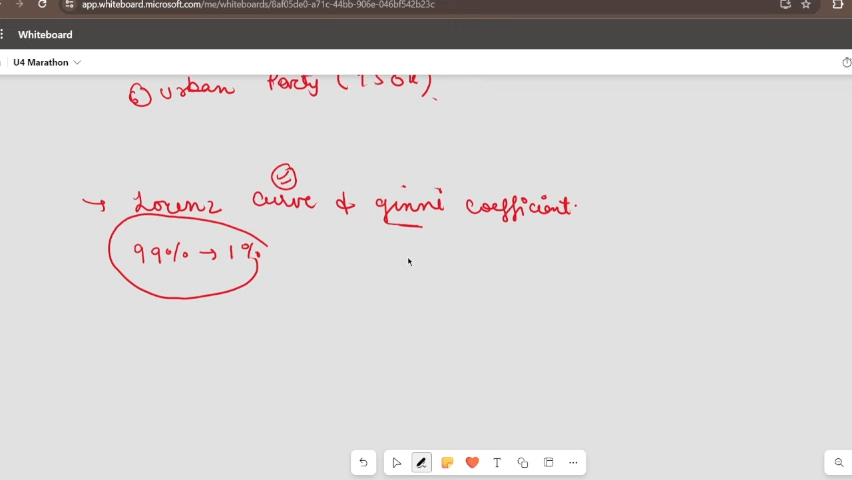 app.whiteboard.microsoft.com/me/whiteboards/8af05de0-a71c-44bb-906e-046bf542b23c
Whiteboard
U4 Marathon
Urban
→ Lorenz curve & ginni coefficient.
99% → 1%
T